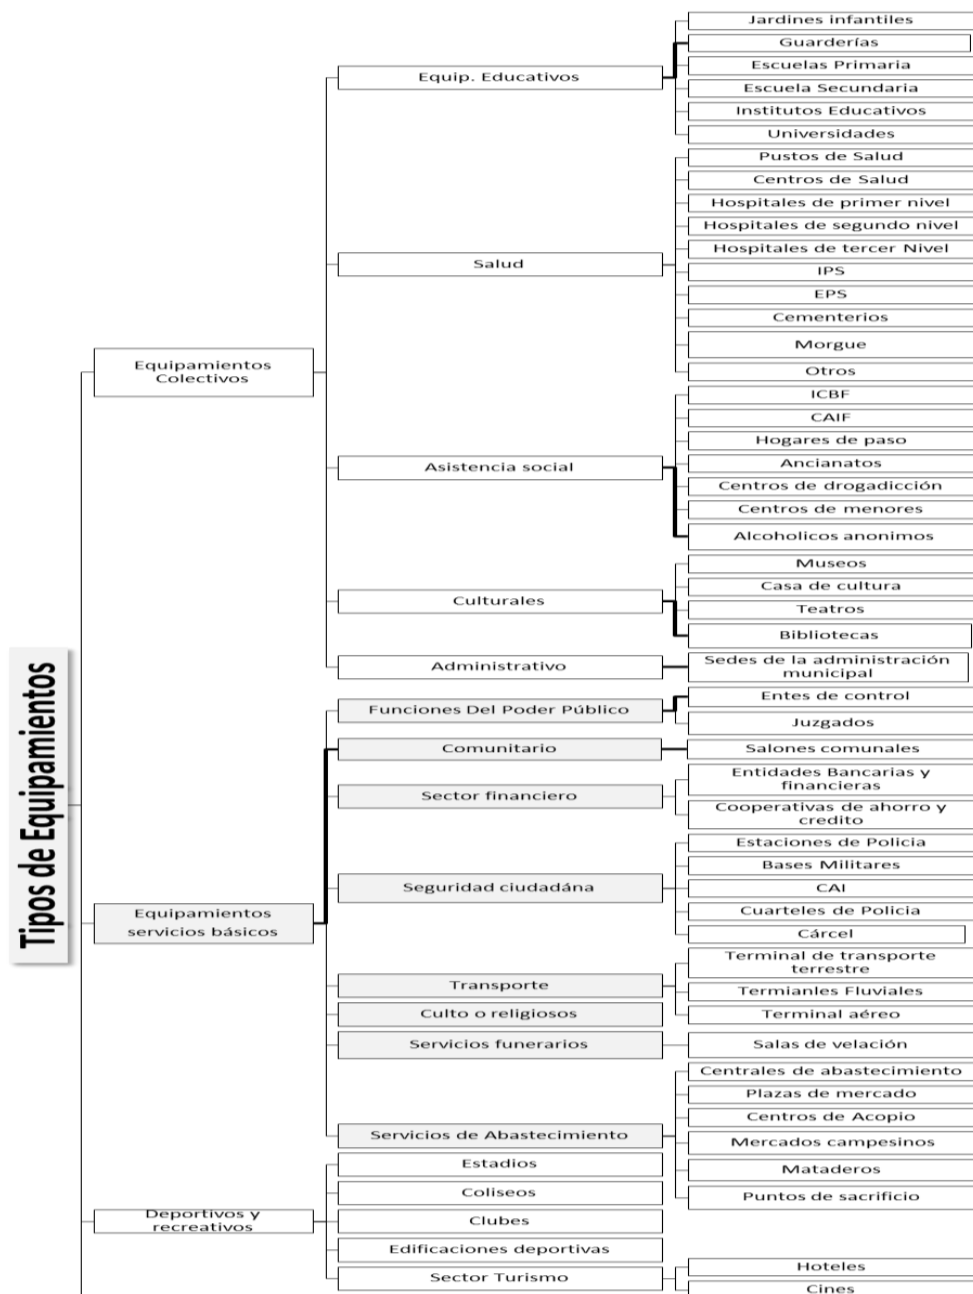 Tipos de Equipamientos
Equipamientos
Colectivos
Equip. Educativos
Jardines infantiles
Guarderías
Escuelas Primaria
Escuela Secundaria
Institutos Educativos
Universidades
Salud
Pustos de Salud
Centros de Salud
Hospitales de primer nivel
Hospitales de segundo nivel
Hospitales de tercer Nivel
IPS
EPS
Cementerios
Morgue
Otros
Asistencia social
ICBF
CAIF
Hogares de paso
Ancianatos
Centros de drogadicción
Centros de menores
Alcoholicos anonimos
Culturales
Museos
Casa de cultura
Teatros
Bibliotecas
Administrativo
Sedes de la administración
municipal
Equipamientos
servicios básicos
Funciones Del Poder Público
Entes de control
Juzgados
Comunitario
Salones comunales
Sector financiero
Entidades Bancarias y
financieras
Cooperativas de ahorro y
credito
Seguridad ciudadána
Estaciones de Policia
Bases Militares
CAI
Cuarteles de Policia
Cárcel
Transporte
Terminal de transporte
terrestre
Termianles Fluviales
Terminal aéreo
Culto o religiosos
Servicios funerarios
Salas de velación
Servicios de Abastecimiento
Centrales de abastecimiento
Plazas de mercado
Centros de Acopio
Mercados campesinos
Mataderos
Puntos de sacrificio
Deportivos y
recreativos
Estadios
Coliseos
Clubes
Edificaciones deportivas
Sector Turismo
Hoteles
Cines